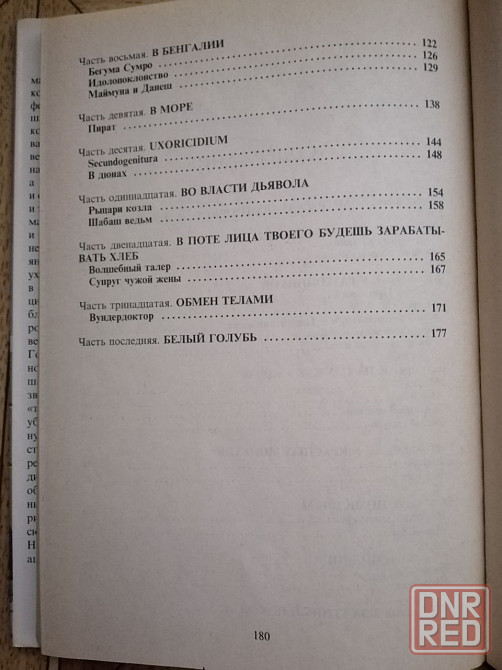 Часть восьмая. В БЕНГАЛИИ ........ 122
Бегума Сумро ........ 126
Идолопоклонство ........ 129
Маймуна и Данеш
Часть девятая. В МОРЕ ........ 138
Пират
Часть десятая. UXORICIDIUM ........ 144
Secundogenitura ........ 148
В дюнах
Часть одиннадцатая. ВО ВЛАСТИ ДЬЯВОЛА ........ 154
Рыцари козла ........ 158
Шабаш ведьм
Часть двенадцатая. В ПОТЕ ЛИЦА ТВОЕГО БУДЕШЬ ЗАРАБАТЫ-
ВАТЬ ХЛЕБ ........ 165
Волшебный талер ........ 167
Супруг чужой жены
Часть тринадцатая. ОБМЕН ТЕЛАМИ ........ 171
Вундердоктор
Часть последняя. БЕЛЫЙ ГОЛУБЬ ........ 177
180
DNR
RED